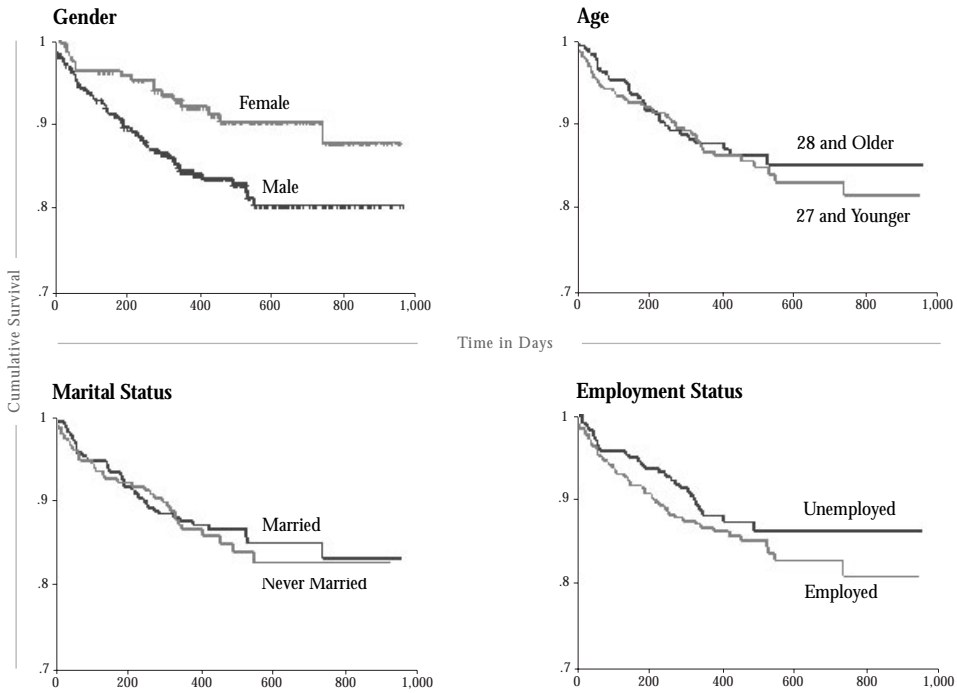 Gender
1
.9
.8
.7
0
200
400
600
800
1,000
Female
Male
Age
1
.9
.8
.7
0
200
400
600
800
1,000
28 and Older
27 and Younger
Cumulative Survival
Time in Days
Marital Status
1
.9
.8
.7
0
200
400
600
800
1,000
Married
Never Married
Employment Status
1
.9
.8
.7
0
200
400
600
800
1,000
Unemployed
Employed